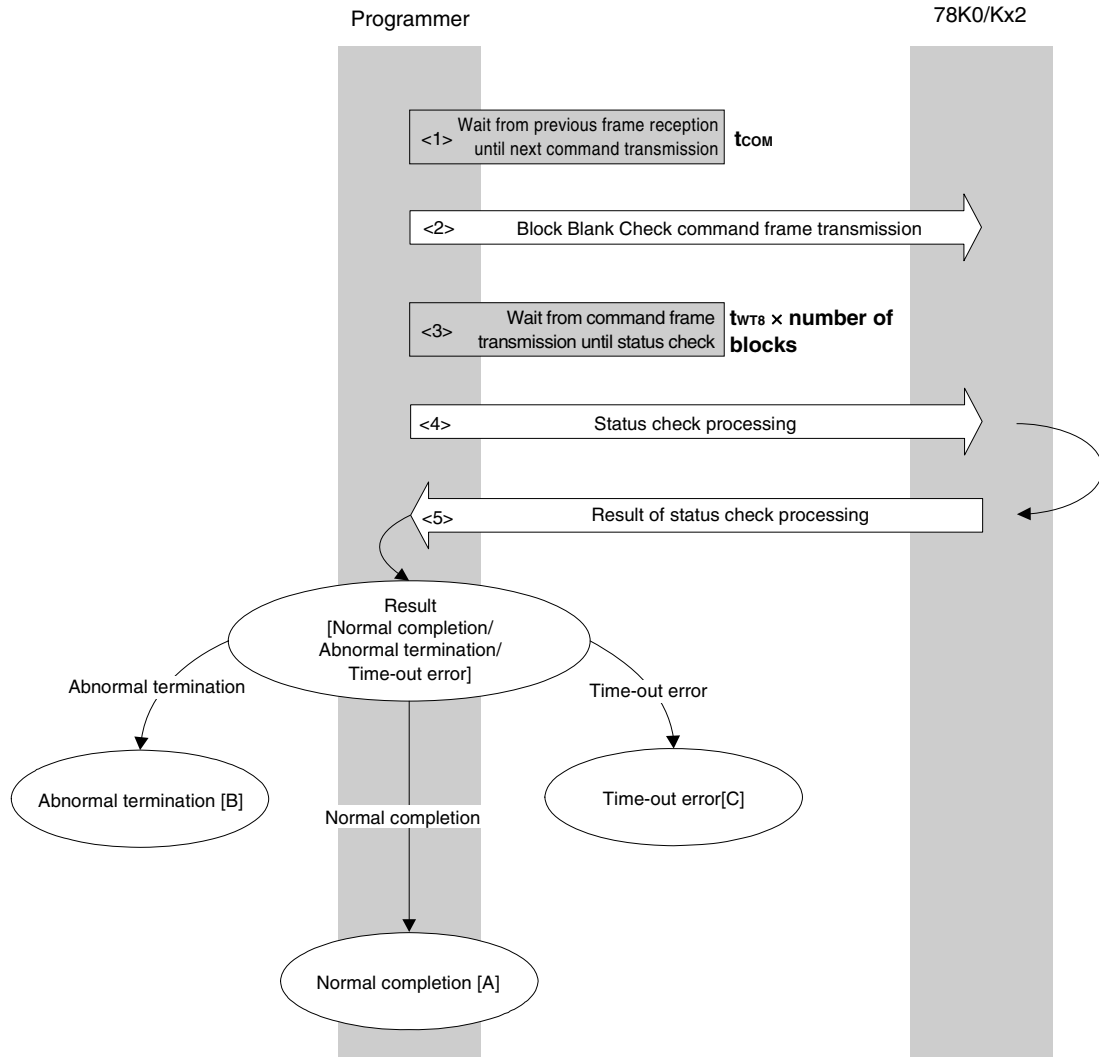 Programmer
78K0/Kx2
<1>
Wait from previous frame reception
until next command transmission
tCOM
<2>
Block Blank Check command frame transmission
<3>
Wait from command frame
transmission until status check
tWT8 × number of
blocks
<4>
Status check processing
<5>
Result of status check processing
Result
[Normal completion/
Abnormal termination/
Time-out error]
Abnormal termination
Time-out error
Abnormal termination [B]
Time-out error[C]
Normal completion
Normal completion [A]